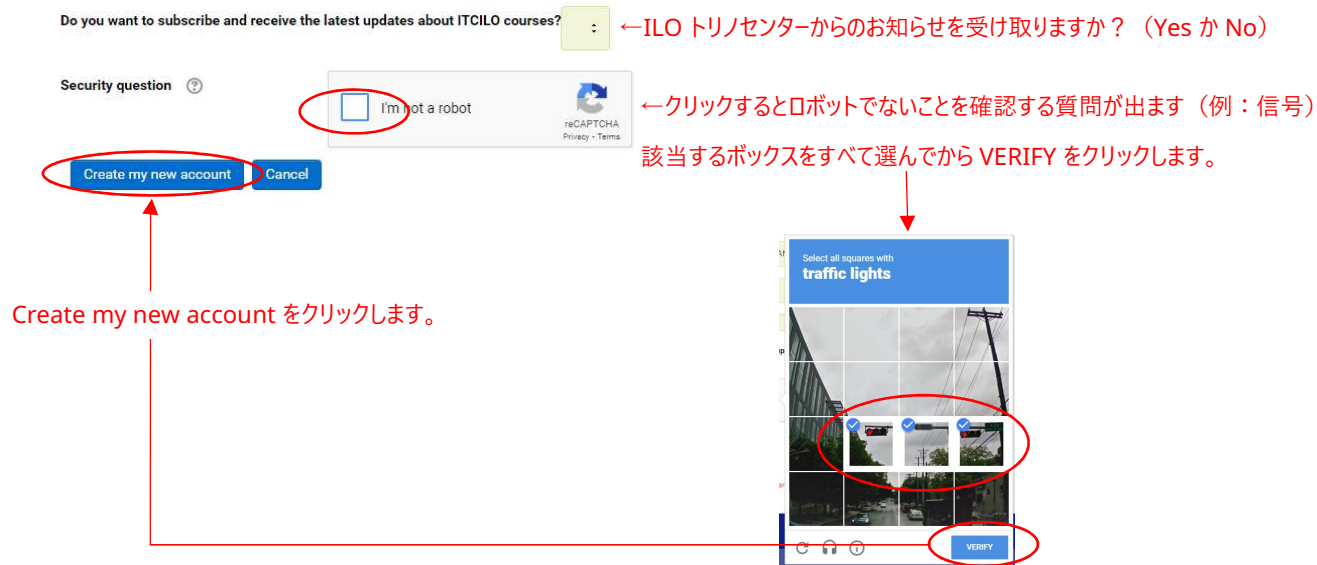 Do you want to subscribe and receive the latest updates about ITCILO courses?
←ILO トリノセンターからのお知らせを受け取りますか？（Yes か No）
Security question
I'm not a robot
reCAPTCHA
Privacy - Terms
←クリックするとロボットでないことを確認する質問が出ます（例：信号）
該当するボックスをすべて選んでから VERIFY をクリックします。
Create my new account
Cancel
Select all squares with
traffic lights
Create my new account をクリックします。
VERIFY